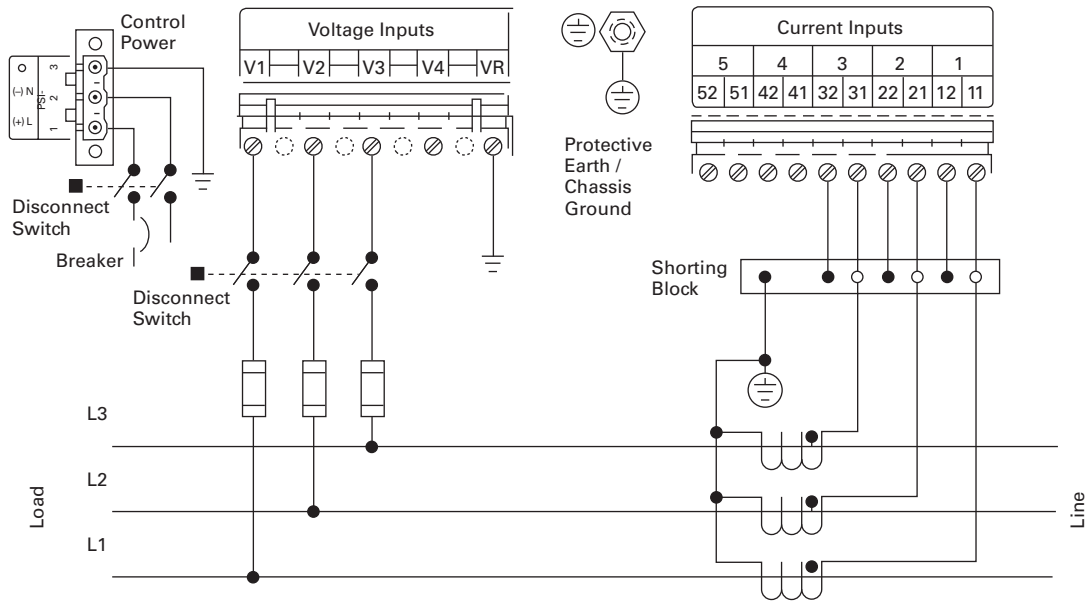 Control
Power
3
(–) N
PSI-
2
(+) L
1
Disconnect
Switch
Breaker
Voltage Inputs
V1 V2 V3 V4 VR
Disconnect
Switch
Protective
Earth /
Chassis
Ground
Current Inputs
5 4 3 2 1
52 51 42 41 32 31 22 21 12 11
Shorting
Block
L3
L2
L1
Load
Line